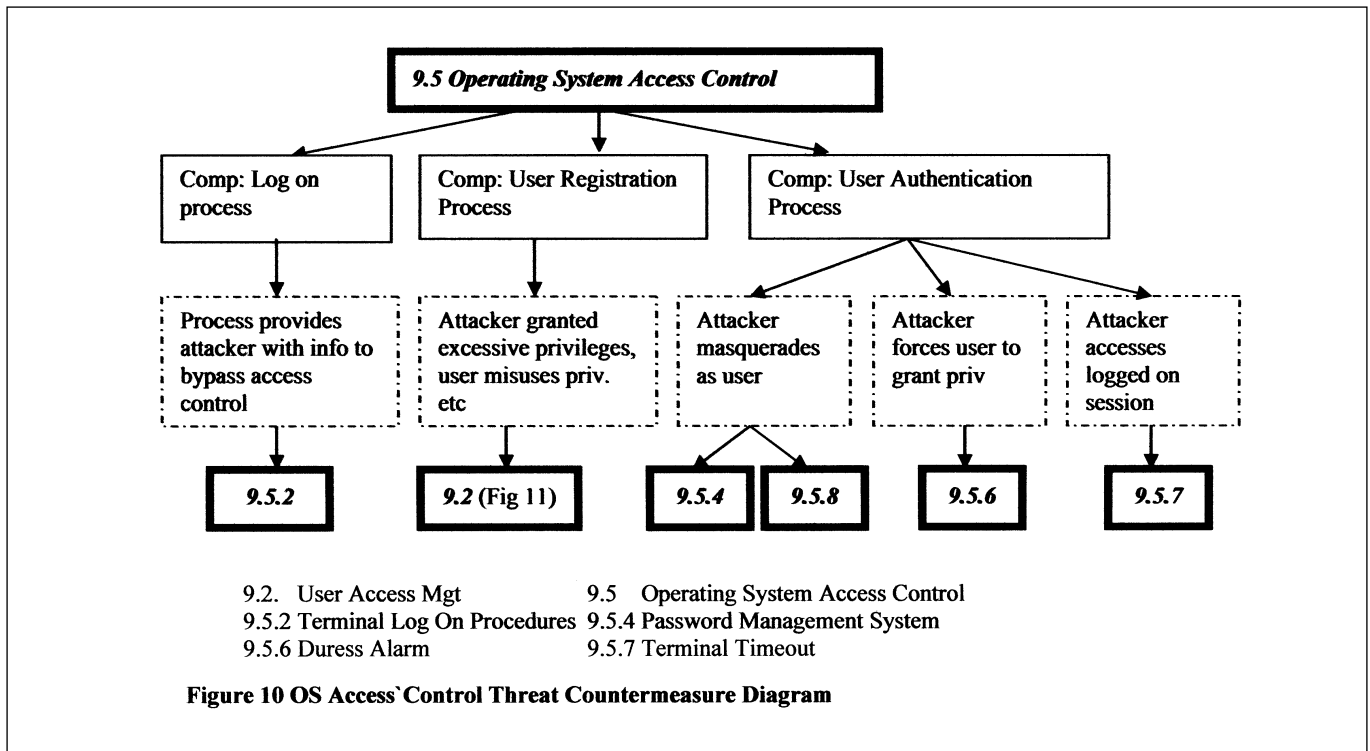 9.5 Operating System Access Control
Comp: Log on
process
Comp: User Registration
Process
Comp: User Authentication
Process
Process provides
attacker with info to
bypass access
control
Attacker granted
excessive privileges,
user misuses priv.
etc
Attacker
masquerades
as user
Attacker
forces user to
grant priv
Attacker
accesses
logged on
session
9.5.2
9.2 (Fig 11)
9.5.4
9.5.8
9.5.6
9.5.7
9.2. User Access Mgt 9.5 Operating System Access Control
9.5.2 Terminal Log On Procedures 9.5.4 Password Management System
9.5.6 Duress Alarm 9.5.7 Terminal Timeout
Figure 10 OS Access`Control Threat Countermeasure Diagram